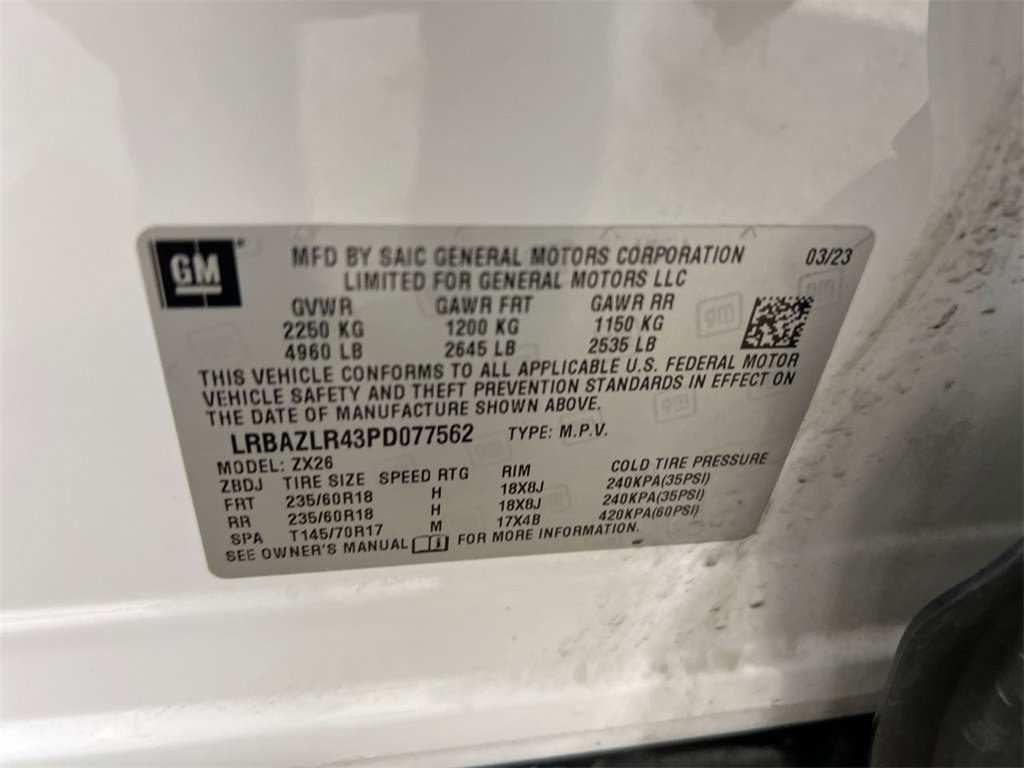 GM
MFD BY SAIC GENERAL MOTORS CORPORATION 03/23
LIMITED FOR GENERAL MOTORS LLC
GVWR GAWR FRT GAWR RR
2250 KG 1200 KG 1150 KG
4960 LB 2645 LB 2535 LB
THIS VEHICLE CONFORMS TO ALL APPLICABLE U.S. FEDERAL MOTOR
VEHICLE SAFETY AND THEFT PREVENTION STANDARDS IN EFFECT ON
THE DATE OF MANUFACTURE SHOWN ABOVE.
LRBAZLR43PD077562 TYPE: M.P.V.
MODEL: ZX26
ZBDJ TIRE SIZE SPEED RTG RIM COLD TIRE PRESSURE
FRT 235/60R18 H 18X8J 240KPA(35PSI)
RR 235/60R18 H 18X8J 240KPA(35PSI)
SPA T145/70R17 M 17X4B 420KPA(60PSI)
SEE OWNER'S MANUAL FOR MORE INFORMATION.